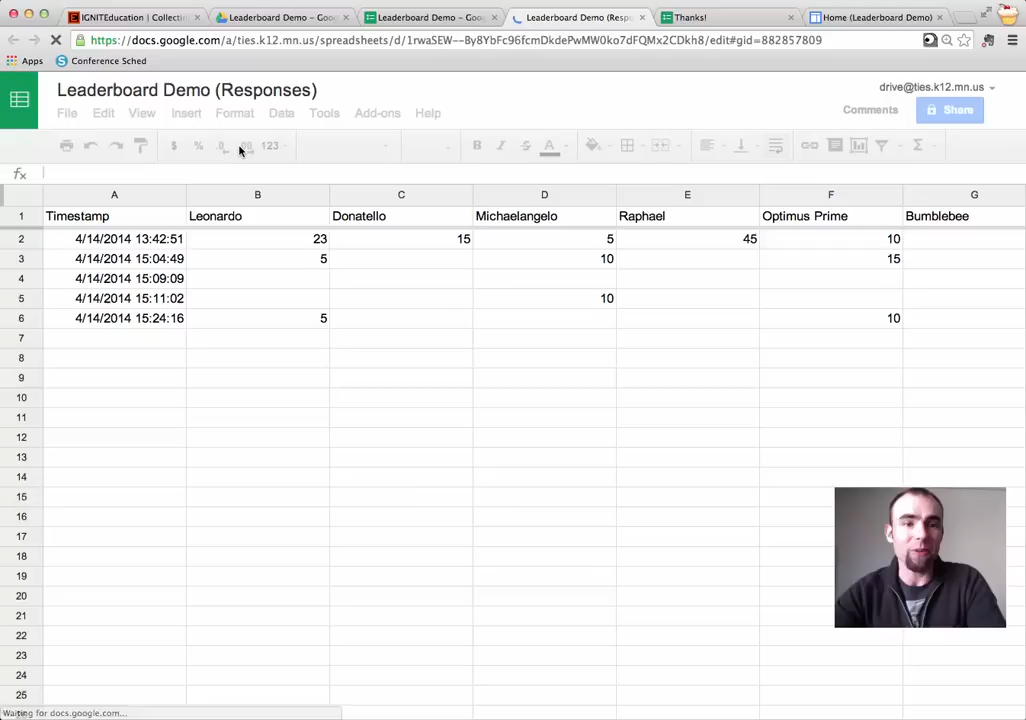 IGNITEducation | Collectin
Leaderboard Demo – Goo
Leaderboard Demo – Goo
Leaderboard Demo (Respo
Thanks!
Home (Leaderboard Demo)
https://docs.google.com/a/ties.k12.mn.us/spreadsheets/d/1rwaSEW--By8YbFc96fcmDkdePwMW0ko7dFQMx2CDkh8/edit#gid=882857809
Apps Conference Sched
Leaderboard Demo (Responses)
drive@ties.k12.mn.us
File Edit View Insert Format Data Tools Add-ons Help
Comments Share
$ % .0 .00 123 B I S A Σ
fx
A B C D E F G
1 Timestamp Leonardo Donatello Michaelangelo Raphael Optimus Prime Bumblebee
2 4/14/2014 13:42:51 23 15 5 45 10
3 4/14/2014 15:04:49 5 10 15
4 4/14/2014 15:09:09
5 4/14/2014 15:11:02 10
6 4/14/2014 15:24:16 5 10
7
8
9
10
11
12
13
14
15
16
17
18
19
20
21
22
23
24
25
Waiting for docs.google.com...